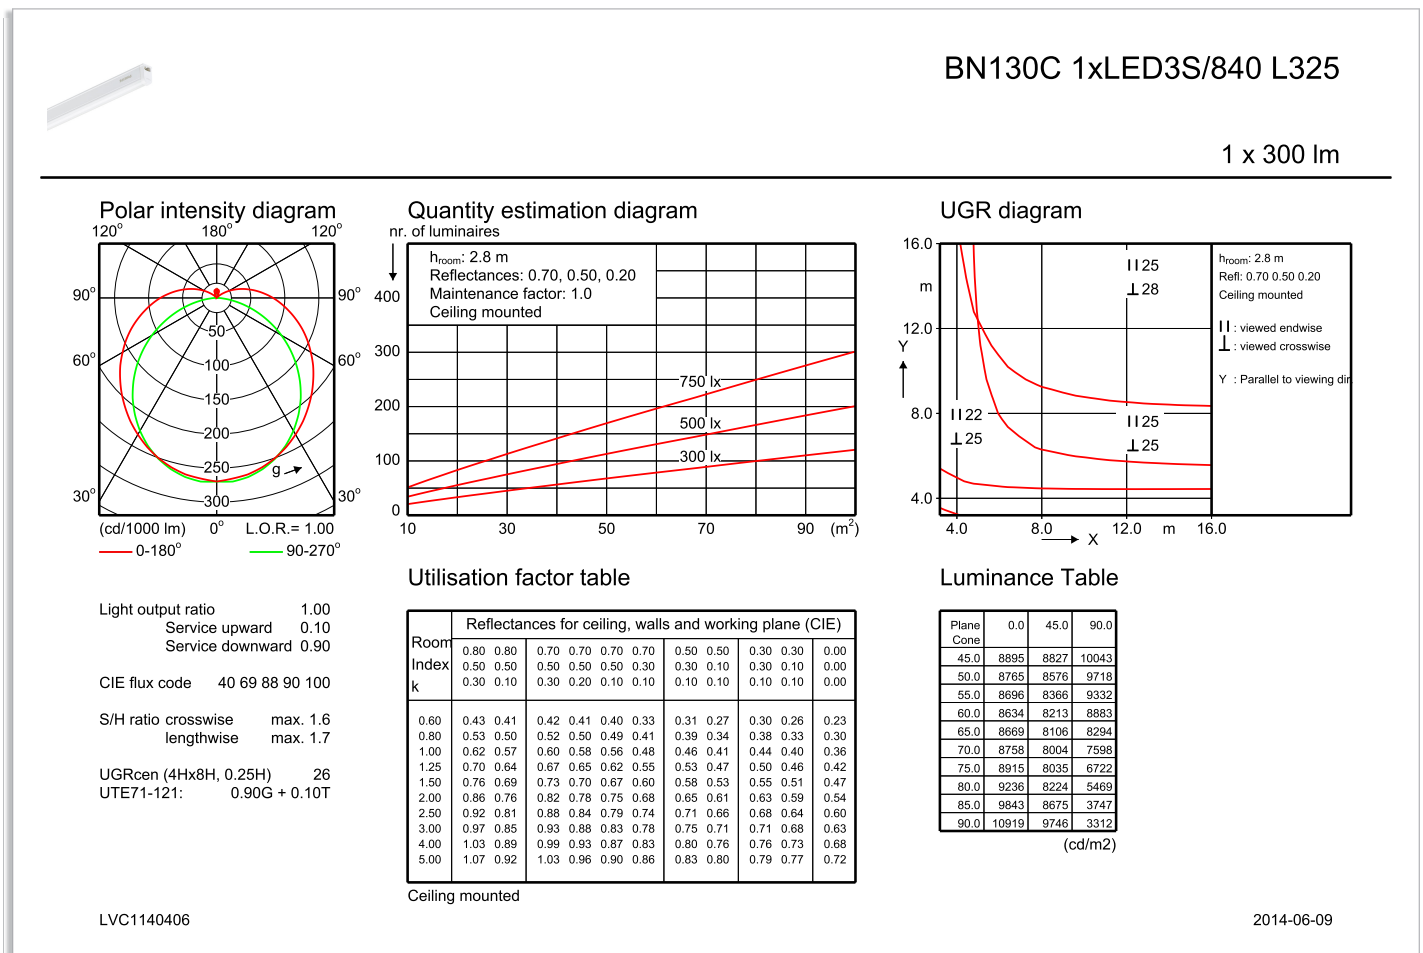 BN130C 1xLED3S/840 L325
1 x 300 lm
Polar intensity diagram
120° 180° 120°
90° 90°
60° 60°
30° 30°
50
100
150
200
250
300
g
(cd/1000 lm) 0° L.O.R.= 1.00
0-180° 90-270°
Quantity estimation diagram
nr. of luminaires
hroom: 2.8 m
Reflectances: 0.70, 0.50, 0.20
Maintenance factor: 1.0
Ceiling mounted
400
300
200
100
0
750 lx
500 lx
300 lx
10 30 50 70 90 (m²)
UGR diagram
16.0
m
12.0
Y
8.0
4.0
II 25
⊥ 28
II 22
⊥ 25
II 25
⊥ 25
4.0 8.0 12.0 m 16.0
X
hroom: 2.8 m
Refl: 0.70 0.50 0.20
Ceiling mounted
II : viewed endwise
⊥ : viewed crosswise
Y : Parallel to viewing dir
Light output ratio 1.00
Service upward 0.10
Service downward 0.90
CIE flux code 40 69 88 90 100
S/H ratio crosswise max. 1.6
lengthwise max. 1.7
UGRcen (4Hx8H, 0.25H) 26
UTE71-121: 0.90G + 0.10T
Utilisation factor table
Room
Index
k
Reflectances for ceiling, walls and working plane (CIE)
0.80 0.80 0.70 0.70 0.70 0.70 0.50 0.50 0.30 0.30 0.00
0.50 0.50 0.50 0.50 0.50 0.30 0.30 0.10 0.30 0.10 0.00
0.30 0.10 0.30 0.20 0.10 0.10 0.10 0.10 0.10 0.10 0.00
0.60 0.43 0.41 0.42 0.41 0.40 0.33 0.31 0.27 0.30 0.26 0.23
0.80 0.53 0.50 0.52 0.50 0.49 0.41 0.39 0.34 0.38 0.33 0.30
1.00 0.62 0.57 0.60 0.58 0.56 0.48 0.46 0.41 0.44 0.40 0.36
1.25 0.70 0.64 0.67 0.65 0.62 0.55 0.53 0.47 0.50 0.46 0.42
1.50 0.76 0.69 0.73 0.70 0.67 0.60 0.58 0.53 0.55 0.51 0.47
2.00 0.86 0.76 0.82 0.78 0.75 0.68 0.65 0.61 0.63 0.59 0.54
2.50 0.92 0.81 0.88 0.84 0.79 0.74 0.71 0.66 0.68 0.64 0.60
3.00 0.97 0.85 0.93 0.88 0.83 0.78 0.75 0.71 0.71 0.68 0.63
4.00 1.03 0.89 0.99 0.93 0.87 0.83 0.80 0.76 0.76 0.73 0.68
5.00 1.07 0.92 1.03 0.96 0.90 0.86 0.83 0.80 0.79 0.77 0.72
Ceiling mounted
Luminance Table
Plane 0.0 45.0 90.0
Cone
45.0 8895 8827 10043
50.0 8765 8576 9718
55.0 8696 8366 9332
60.0 8634 8213 8883
65.0 8669 8106 8294
70.0 8758 8004 7598
75.0 8915 8035 6722
80.0 9236 8224 5469
85.0 9843 8675 3747
90.0 10919 9746 3312
(cd/m2)
LVC1140406
2014-06-09